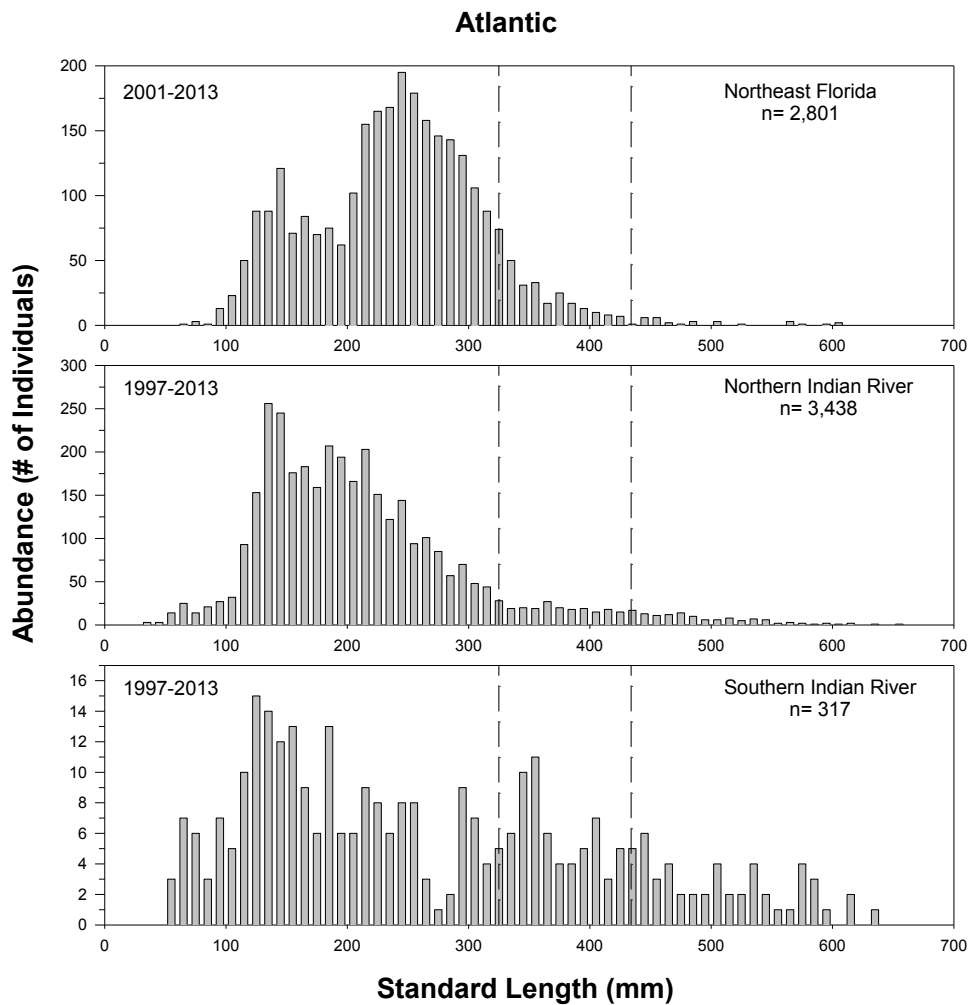 Atlantic
Abundance (# of Individuals)
200
150
100
50
0
2001-2013
Northeast Florida
n= 2,801
0 100 200 300 400 500 600 700
300
250
200
150
100
50
0
1997-2013
Northern Indian River
n= 3,438
0 100 200 300 400 500 600 700
16
14
12
10
8
6
4
2
0
1997-2013
Southern Indian River
n= 317
0 100 200 300 400 500 600 700
Standard Length (mm)